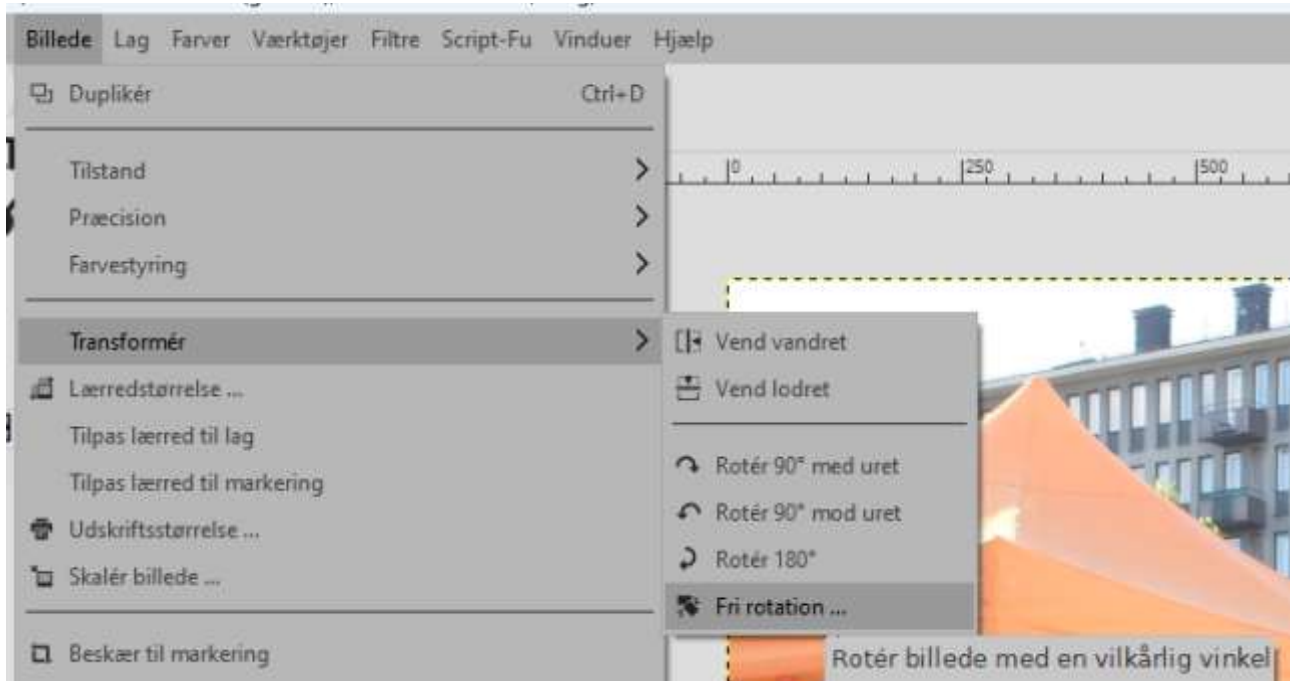 Billede Lag Farver Værktøjer Filtre Script-Fu Vinduer Hjælp
Duplikér Ctrl+D
Tilstand
Præcision
Farvestyring
Transformér
Lærredstørrelse ...
Tilpas lærred til lag
Tilpas lærred til markering
Udskriftsstørrelse ...
Skalér billede ...
Beskær til markering
0 250 500
Vend vandret
Vend lodret
Rotér 90° med uret
Rotér 90° mod uret
Rotér 180°
Fri rotation ...
Rotér billede med en vilkårlig vinkel